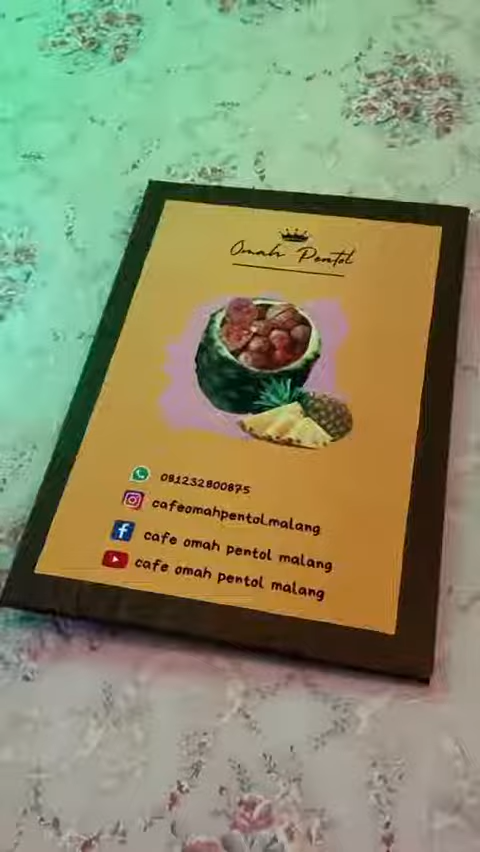 Omah Pentol
081232800875
cafeomahpentol.malang
cafe omah pentol malang
cafe omah pentol malang